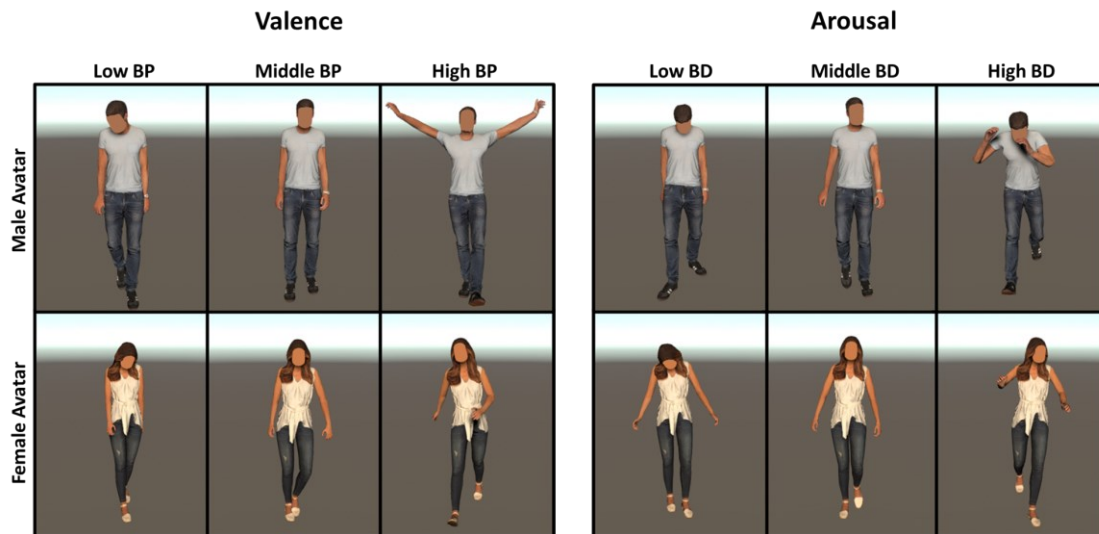 Valence
Arousal
Low BP
Middle BP
High BP
Low BD
Middle BD
High BD
Male Avatar
Female Avatar